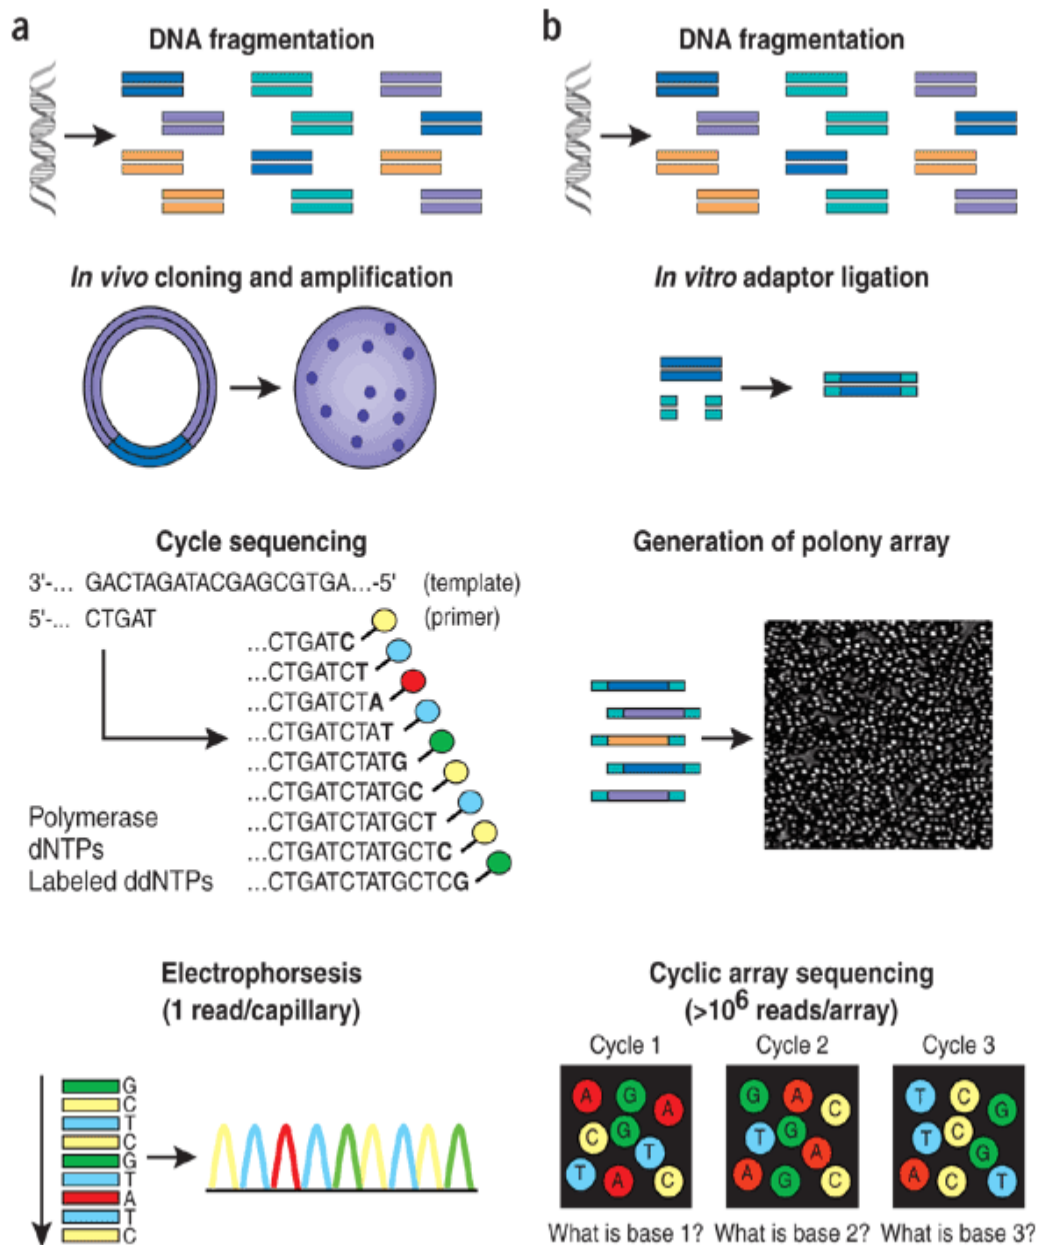 a
DNA fragmentation
In vivo cloning and amplification
Cycle sequencing
3'-... GACTAGATACGAGCGTGA...-5' (template)
5'-... CTGAT (primer)
...CTGATC
...CTGATCT
...CTGATCTA
...CTGATCTAT
...CTGATCTATG
...CTGATCTATGC
...CTGATCTATGCT
...CTGATCTATGCTC
...CTGATCTATGCTCG
Polymerase
dNTPs
Labeled ddNTPs
Electrophorsesis
(1 read/capillary)
G
C
T
C
G
T
A
T
C
b
DNA fragmentation
In vitro adaptor ligation
Generation of polony array
Cyclic array sequencing
(>10⁶ reads/array)
Cycle 1
A G A
C G T
T A C
What is base 1?
Cycle 2
G A C
T G A
A G C
What is base 2?
Cycle 3
T C G
T C G
A C T
What is base 3?